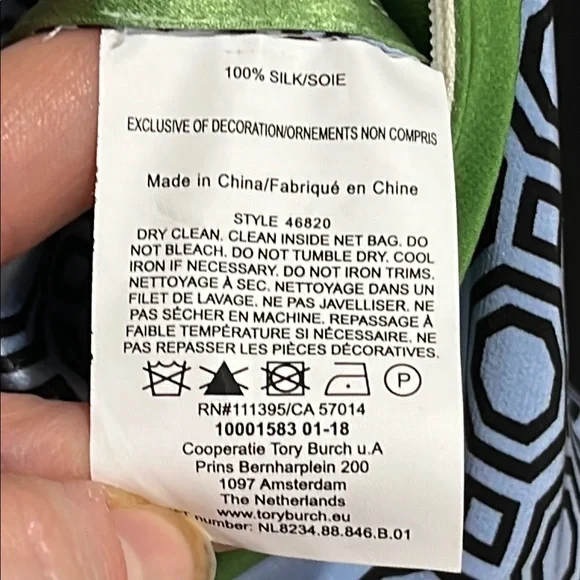 100% SILK/SOIE
EXCLUSIVE OF DECORATION/ORNEMENTS NON COMPRIS
Made in China/Fabriqué en Chine
STYLE 46820
DRY CLEAN. CLEAN INSIDE NET BAG. DO
NOT BLEACH. DO NOT TUMBLE DRY. COOL
IRON IF NECESSARY. DO NOT IRON TRIMS.
NETTOYAGE À SEC. NETTOYAGE DANS UN
FILET DE LAVAGE. NE PAS JAVELLISER. NE
PAS SÉCHER EN MACHINE. REPASSAGE À
FAIBLE TEMPÉRATURE SI NÉCESSAIRE. NE
PAS REPASSER LES PIÈCES DÉCORATIVES.
P
RN#111395/CA 57014
10001583 01-18
Cooperatie Tory Burch u.A
Prins Bernharplein 200
1097 Amsterdam
The Netherlands
www.toryburch.eu
number: NL8234.88.846.B.01